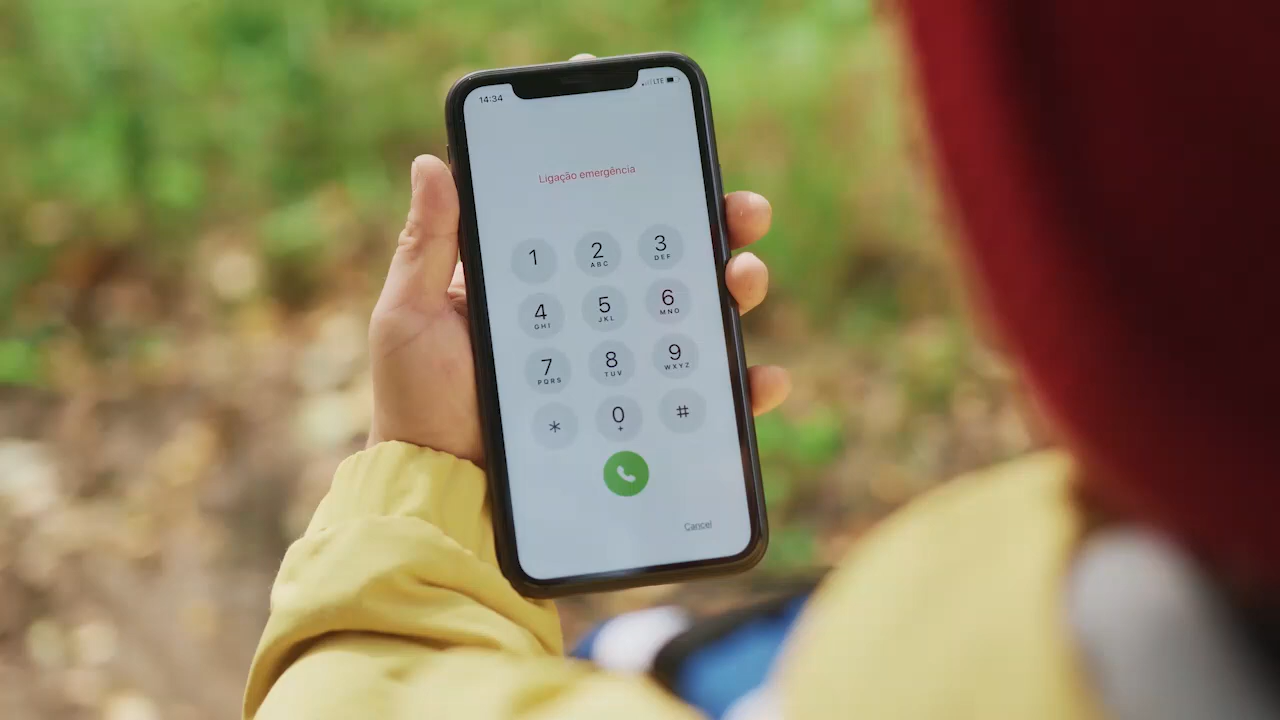 14:34 LTE
Ligação emergência
1 2 3
ABC DEF
4 5 6
GHI JKL MNO
7 8 9
PQRS TUV WXYZ
* 0 #
+
Cancel